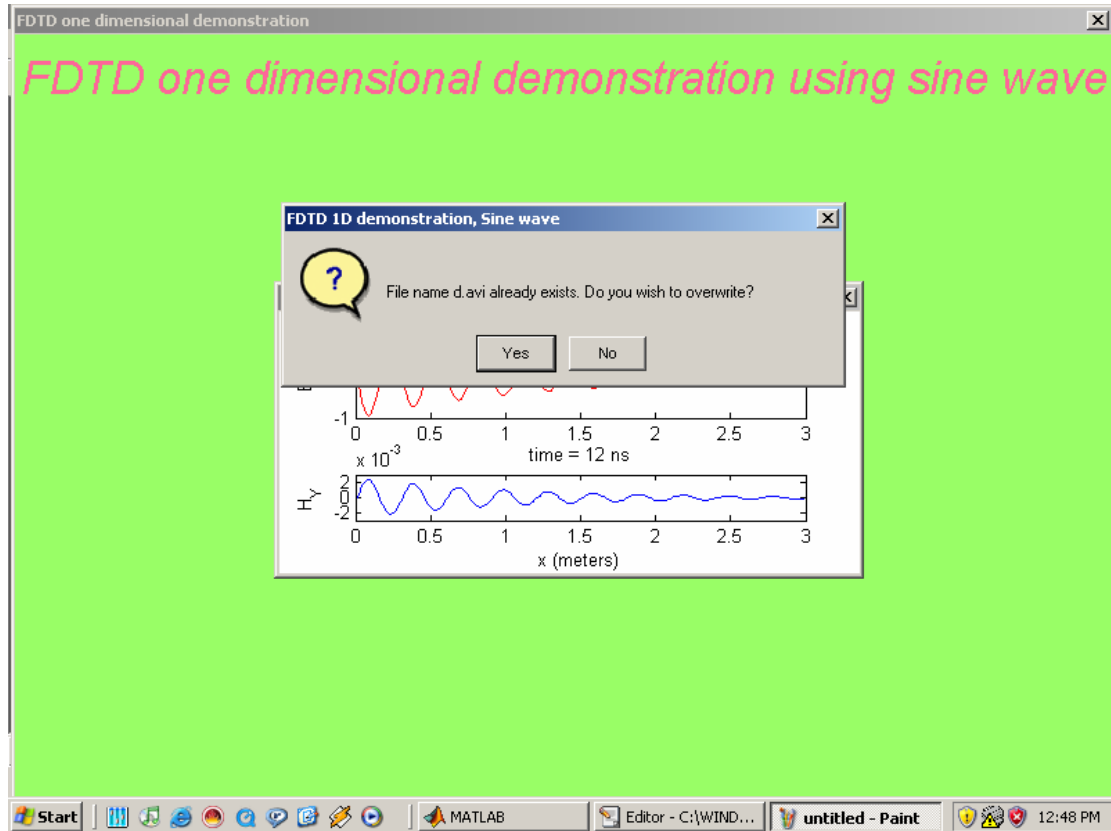 FDTD one dimensional demonstration
FDTD one dimensional demonstration using sine wave
FDTD 1D demonstration, Sine wave
?
File name d.avi already exists. Do you wish to overwrite?
Yes No
-1
0 0.5 1 1.5 2 2.5 3
x 10^-3 time = 12 ns
H_Y
2
0
-2
0 0.5 1 1.5 2 2.5 3
x (meters)
Start MATLAB Editor - C:\WIND... untitled - Paint 12:48 PM